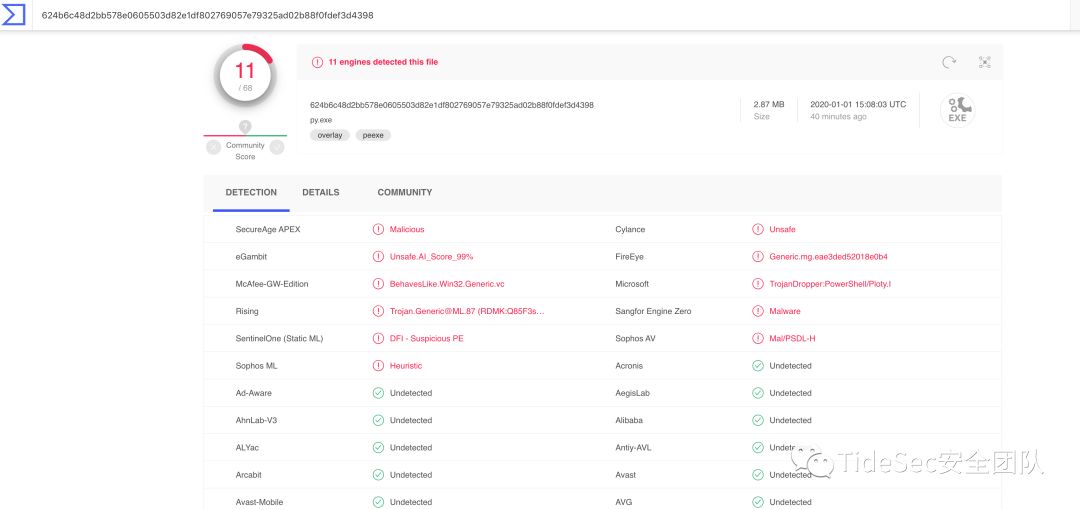 624b6c48d2bb578e0605503d82e1df802769057e79325ad02b88f0fdef3d4398
11
/ 68
?
Community
Score
11 engines detected this file
624b6c48d2bb578e0605503d82e1df802769057e79325ad02b88f0fdef3d4398
py.exe
overlay peexe
2.87 MB
Size
2020-01-01 15:08:03 UTC
40 minutes ago
EXE
DETECTION DETAILS COMMUNITY
SecureAge APEX Malicious Cylance Unsafe
eGambit Unsafe.AI_Score_99% FireEye Generic.mg.eae3ded52018e0b4
McAfee-GW-Edition BehavesLike.Win32.Generic.vc Microsoft TrojanDropper:PowerShell/Ploty.I
Rising Trojan.Generic@ML.87 (RDMK:Q85F3s... Sangfor Engine Zero Malware
SentinelOne (Static ML) DFI - Suspicious PE Sophos AV Mal/PSDL-H
Sophos ML Heuristic Acronis Undetected
Ad-Aware Undetected AegisLab Undetected
AhnLab-V3 Undetected Alibaba Undetected
ALYac Undetected Antiy-AVL Undetected
Arcabit Undetected Avast Undetected
Avast-Mobile Undetected AVG Undetected
TideSec安全团队